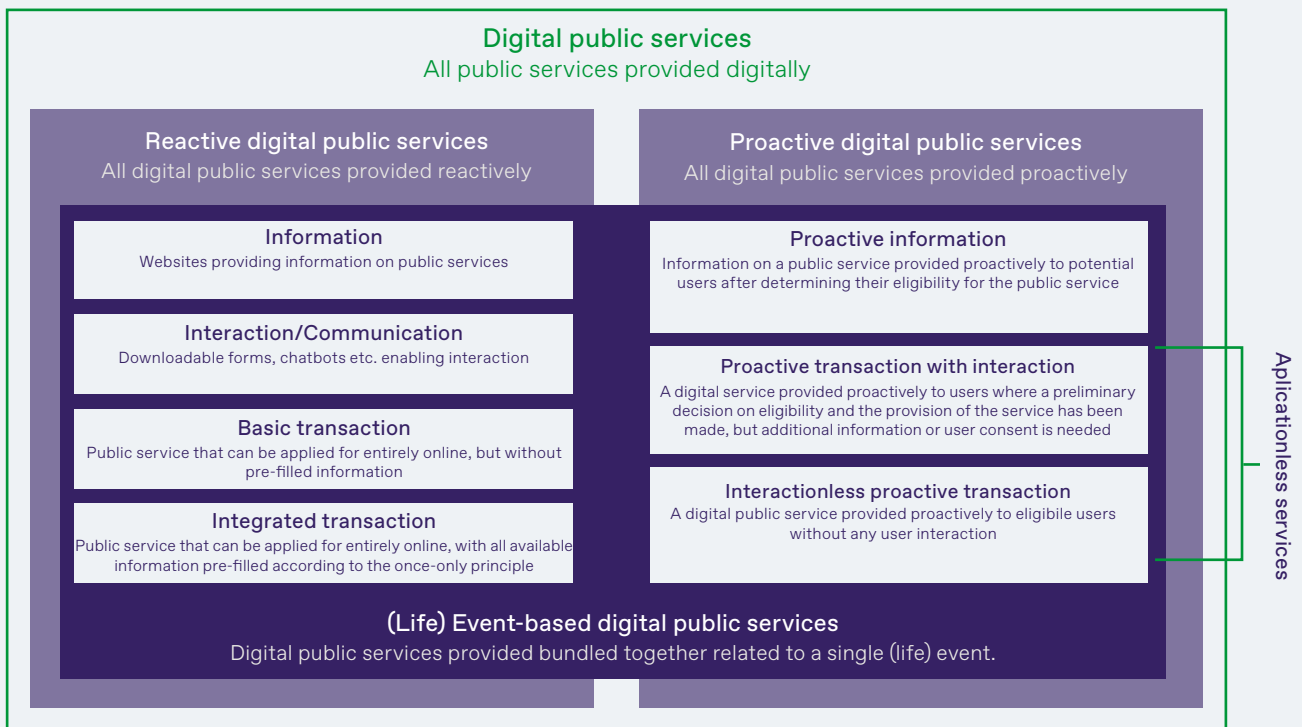 Digital public services
All public services provided digitally
Reactive digital public services
All digital public services provided reactively
Information
Websites providing information on public services
Interaction/Communication
Downloadable forms, chatbots etc. enabling interaction
Basic transaction
Public service that can be applied for entirely online, but without
pre-filled information
Integrated transaction
Public service that can be applied for entirely online, with all available
information pre-filled according to the once-only principle
Proactive digital public services
All digital public services provided proactively
Proactive information
Information on a public service provided proactively to potential
users after determining their eligibility for the public service
Proactive transaction with interaction
A digital service provided proactively to users where a preliminary
decision on eligibility and the provision of the service has been
made, but additional information or user consent is needed
Interactionless proactive transaction
A digital public service provided proactively to eligibile users
without any user interaction
(Life) Event-based digital public services
Digital public services provided bundled together related to a single (life) event.
Aplicationless services